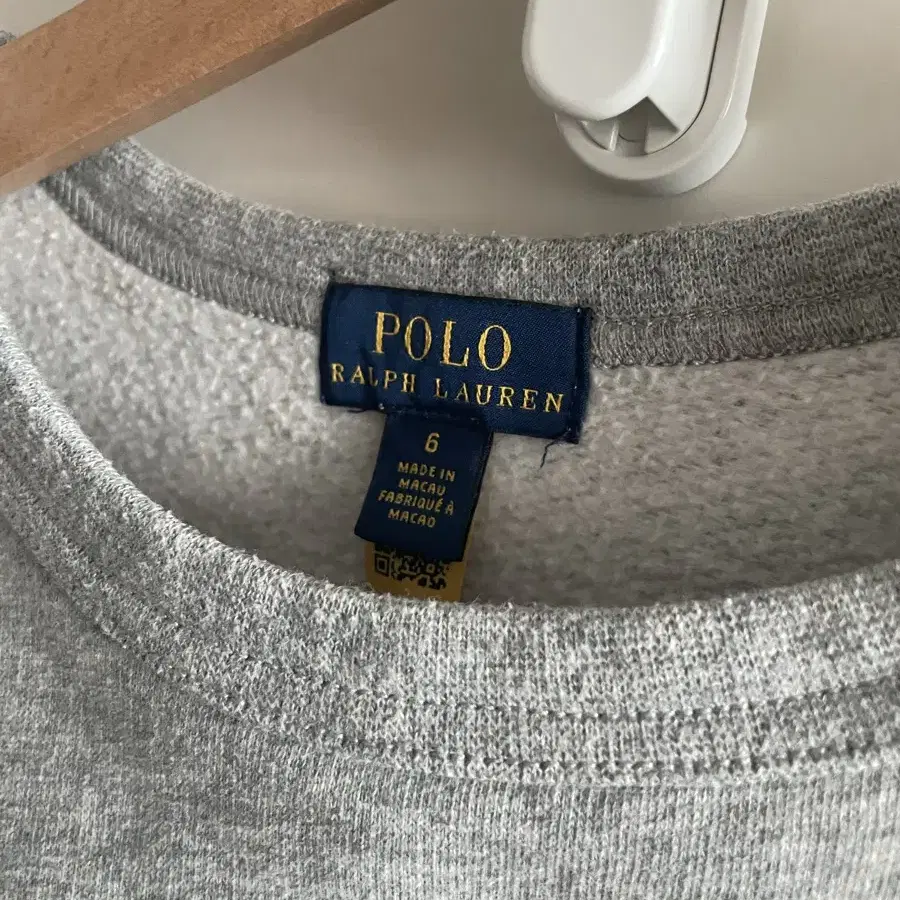 POLO
RALPH LAUREN
6
MADE IN
MACAU
FABRIQUÉ À
MACAO